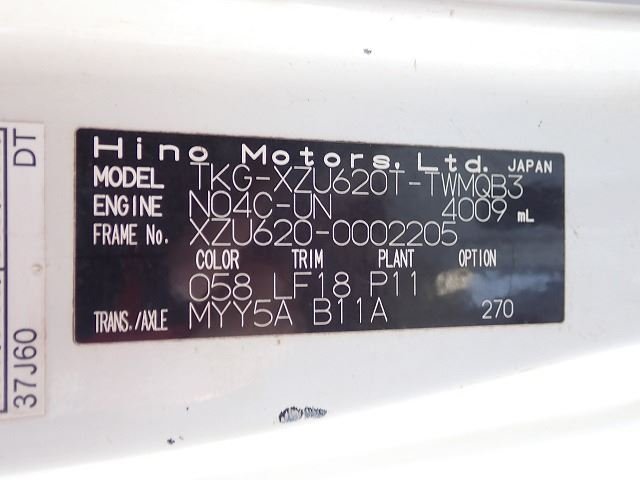 Hino Motors, Ltd. JAPAN
MODEL TKG-XZU620T-TWMQB3
ENGINE N04C-UN 4009 mL
FRAME No. XZU620-0002205
COLOR TRIM PLANT OPTION
058 LF18 P11
TRANS./AXLE MYY5A B11A 270
37J60 DT